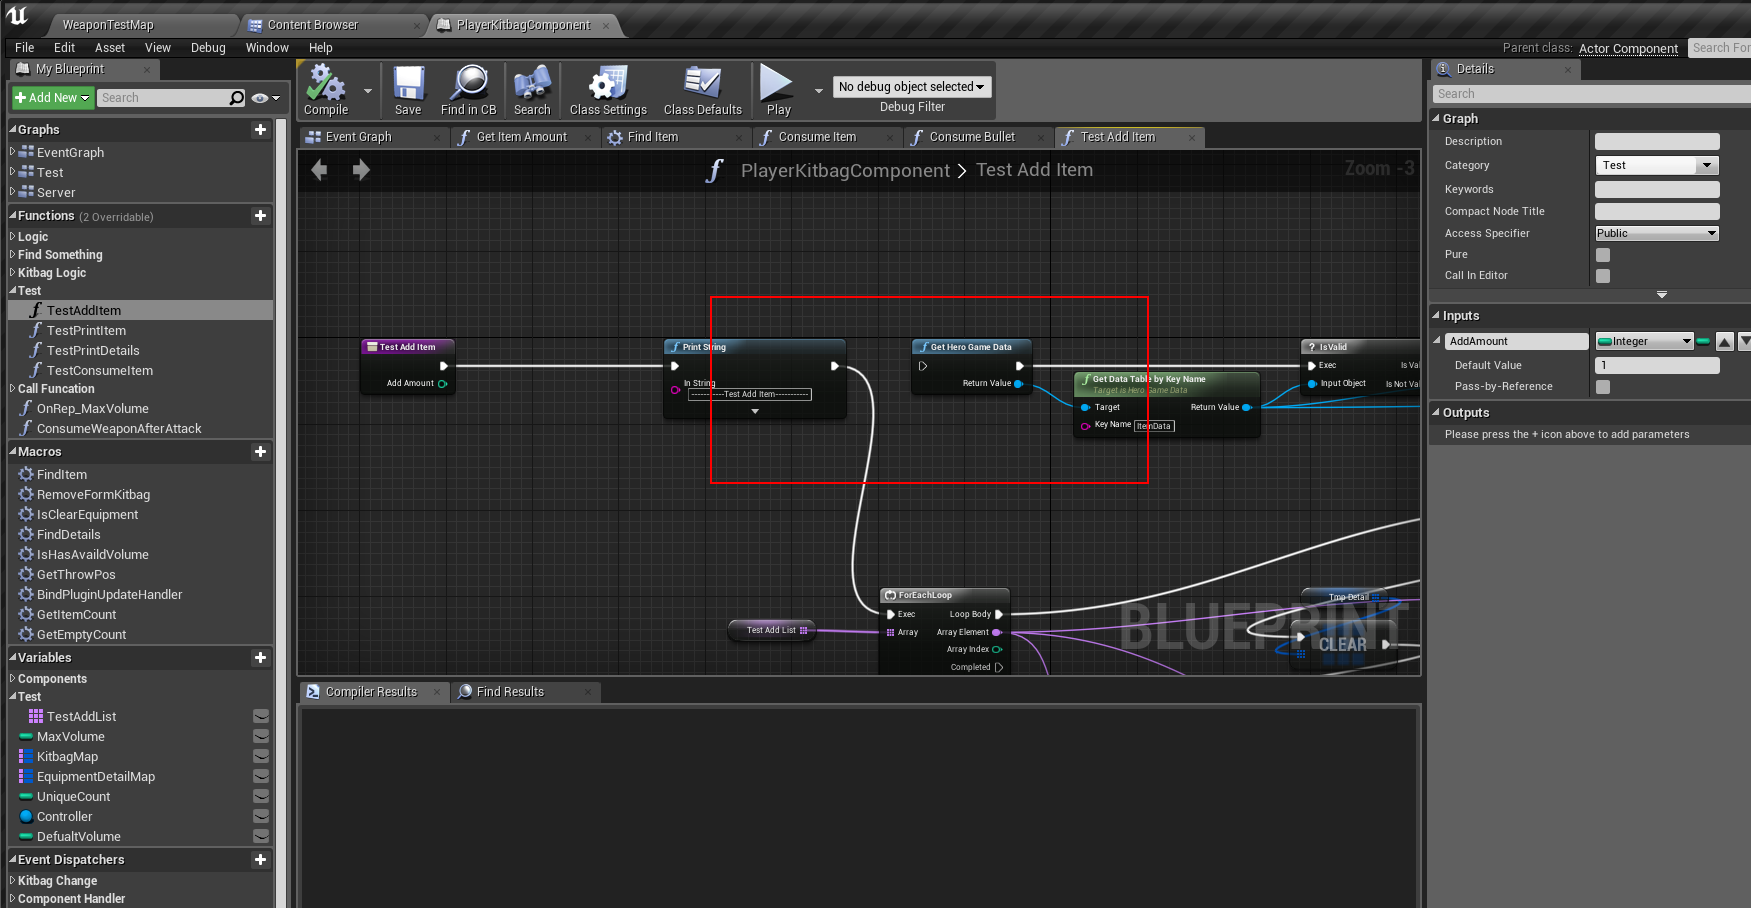 WeaponTestMap
Content Browser
PlayerKitbagComponent
File Edit Asset View Debug Window Help
Parent class: Actor Component
Search For
My Blueprint
Add New
Search
Compile
Save
Find in CB
Search
Class Settings
Class Defaults
Play
No debug object selected
Debug Filter
Details
Search
Graphs
EventGraph
Test
Server
Functions (2 Overridable)
Logic
Find Something
Kitbag Logic
Test
TestAddItem
TestPrintItem
TestPrintDetails
TestConsumeItem
Call Funcation
OnRep_MaxVolume
ConsumeWeaponAfterAttack
Macros
FindItem
RemoveFormKitbag
IsClearEquipment
FindDetails
IsHasAvaildVolume
GetThrowPos
BindPluginUpdateHandler
GetItemCount
GetEmptyCount
Variables
Components
Test
TestAddList
MaxVolume
KitbagMap
EquipmentDetailMap
UniqueCount
Controller
DefualtVolume
Event Dispatchers
Kitbag Change
Component Handler
Event Graph
Get Item Amount
Find Item
Consume Item
Consume Bullet
Test Add Item
PlayerKitbagComponent > Test Add Item
Zoom -3
Test Add Item
Add Amount
Print String
In String
-----------Test Add Item-----------
Get Hero Game Data
Return Value
Get Data Table by Key Name
Target is Hero Game Data
Target
Return Value
Key Name ItemData
? IsValid
Exec
Is Val
Input Object
Is Not Val
ForEachLoop
Exec
Loop Body
Array
Array Element
Array Index
Completed
Test Add List
Tmp Detail
CLEAR
BLUEPRINT
Compiler Results
Find Results
Graph
Description
Category Test
Keywords
Compact Node Title
Access Specifier Public
Pure
Call In Editor
Inputs
AddAmount Integer
Default Value 1
Pass-by-Reference
Outputs
Please press the + icon above to add parameters